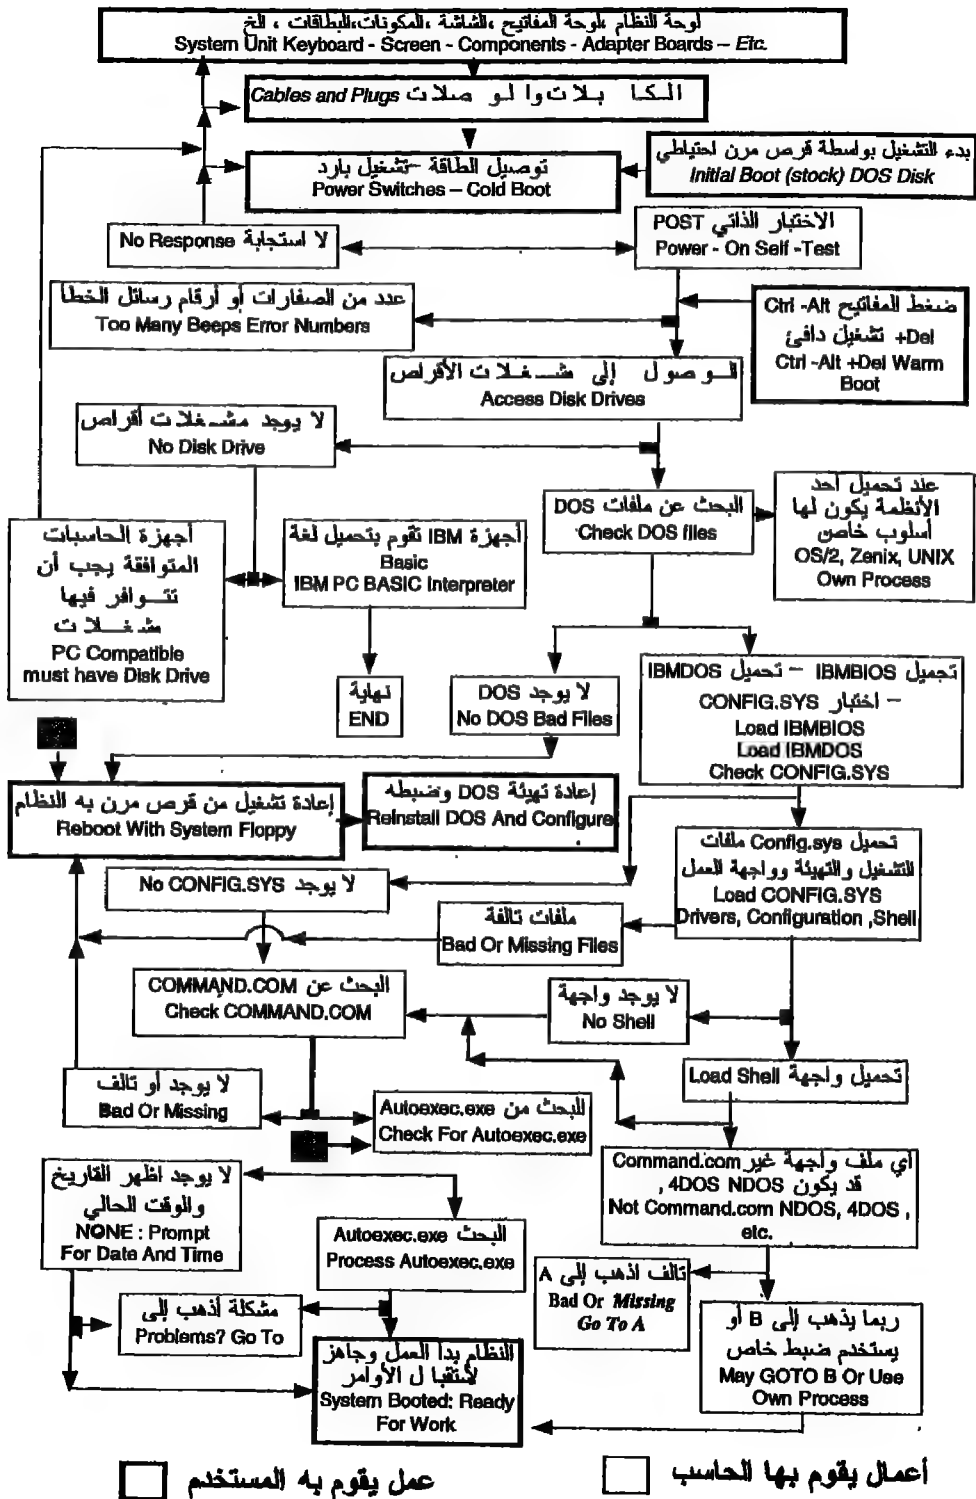 لوحة النظام ،لوحة المفاتيح ،الشاشة ،المكونات،البطاقات ، الخ
System Unit Keyboard - Screen - Components - Adapter Boards – Etc.
Cables and Plugs الكابلات والوصلات
توصيل الطاقة –تشغيل بارد
Power Switches – Cold Boot
بدء التشغيل بواسطة قرص مرن احتياطي
Initial Boot (stock) DOS Disk
No Response لا استجابة
الاختبار الذاتي POST
Power - On Self -Test
عدد من الصفارات أو أرقام رسائل الخطأ
Too Many Beeps Error Numbers
ضغط المفاتيح Ctrl -Alt
+Del تشغيل دافئ
Ctrl -Alt +Del Warm
Boot
الوصول إلى مشغلات الأقراص
Access Disk Drives
لا يوجد مشغلات أقراص
No Disk Drive
البحث عن ملفات DOS
Check DOS files
عند تحميل احد
الأنظمة يكون لها
أسلوب خاص
OS/2, Zenix, UNIX
Own Process
أجهزة الحاسبات
المتوافقة يجب أن
تتوافر فيها
مشغلات
PC Compatible
must have Disk Drive
أجهزة IBM تقوم بتحميل لغة
Basic
IBM PC BASIC Interpreter
نهاية
END
لا يوجد DOS
No DOS Bad Files
تحميل IBMBIOS – تحميل IBMDOS
– اختبار CONFIG.SYS
Load IBMBIOS
Load IBMDOS
Check CONFIG.SYS
إعادة تشغيل من قرص مرن به النظام
Reboot With System Floppy
إعادة تهيئة DOS وضبطه
Reinstall DOS And Configure
تحميل Config.sys ملفات
التشغيل والتهيئة وواجهة العمل
Load CONFIG.SYS
Drivers, Configuration ,Shell
No CONFIG.SYS لا يوجد
ملفات تالفة
Bad Or Missing Files
البحث عن COMMAND.COM
Check COMMAND.COM
لا يوجد واجهة
No Shell
Load Shell تحميل واجهة
لا يوجد أو تالف
Bad Or Missing
البحث من Autoexec.exe
Check For Autoexec.exe
أي ملف واجهة غير Command.com
قد يكون 4DOS NDOS ,
Not Command.com NDOS, 4DOS ,
etc.
لا يوجد اظهر التاريخ
والوقت الحالي
NONE : Prompt
For Date And Time
البحث Autoexec.exe
Process Autoexec.exe
تالف اذهب إلى A
Bad Or Missing
Go To A
مشكلة أذهب إلى
Problems? Go To
ربما يذهب إلى B أو
يستخدم ضبط خاص
May GOTO B Or Use
Own Process
النظام بدا العمل وجاهز
لأستقبال الأوامر
System Booted: Ready
For Work
أعمال يقوم بها الحاسب
عمل يقوم به المستخدم